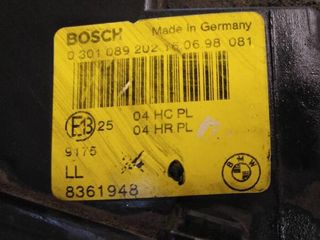 BOSCH Made in Germany
0 301 089 202 16 06 98 081
E13 25 04 HC PL
04 HR PL
9175
LL
8361948
BMW